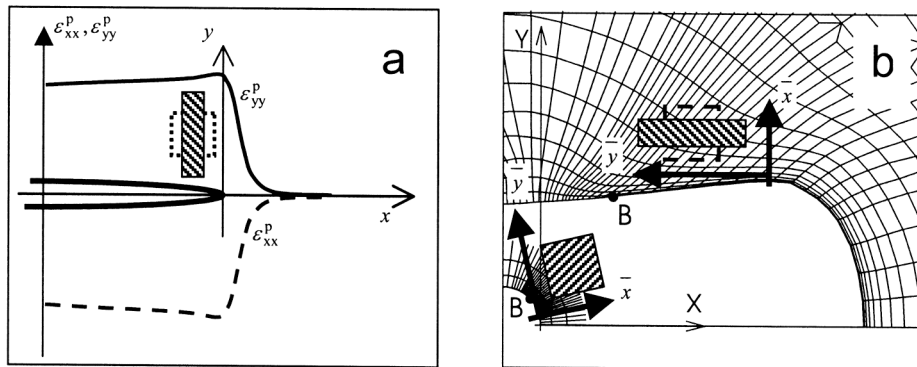 ε^p_xx, ε^p_yy
y
a
ε^p_yy
x
ε^p_xx
Y
b
x̅
y̅
y̅
B
B
x̅
X